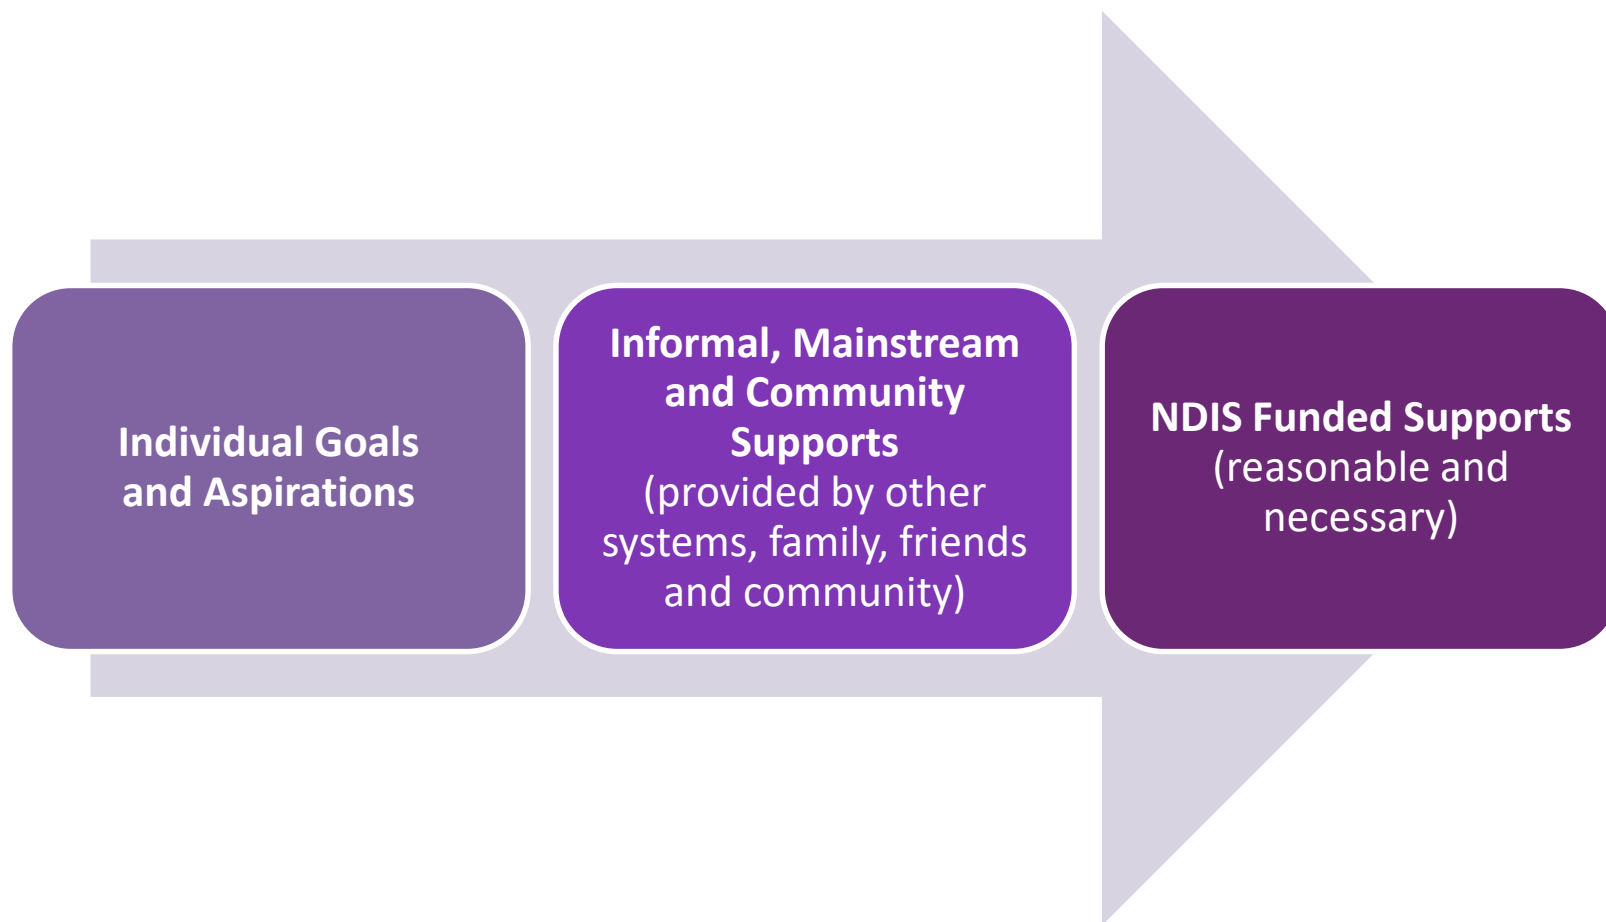 Individual Goals
and Aspirations
Informal, Mainstream
and Community
Supports
(provided by other
systems, family, friends
and community)
NDIS Funded Supports
(reasonable and
necessary)